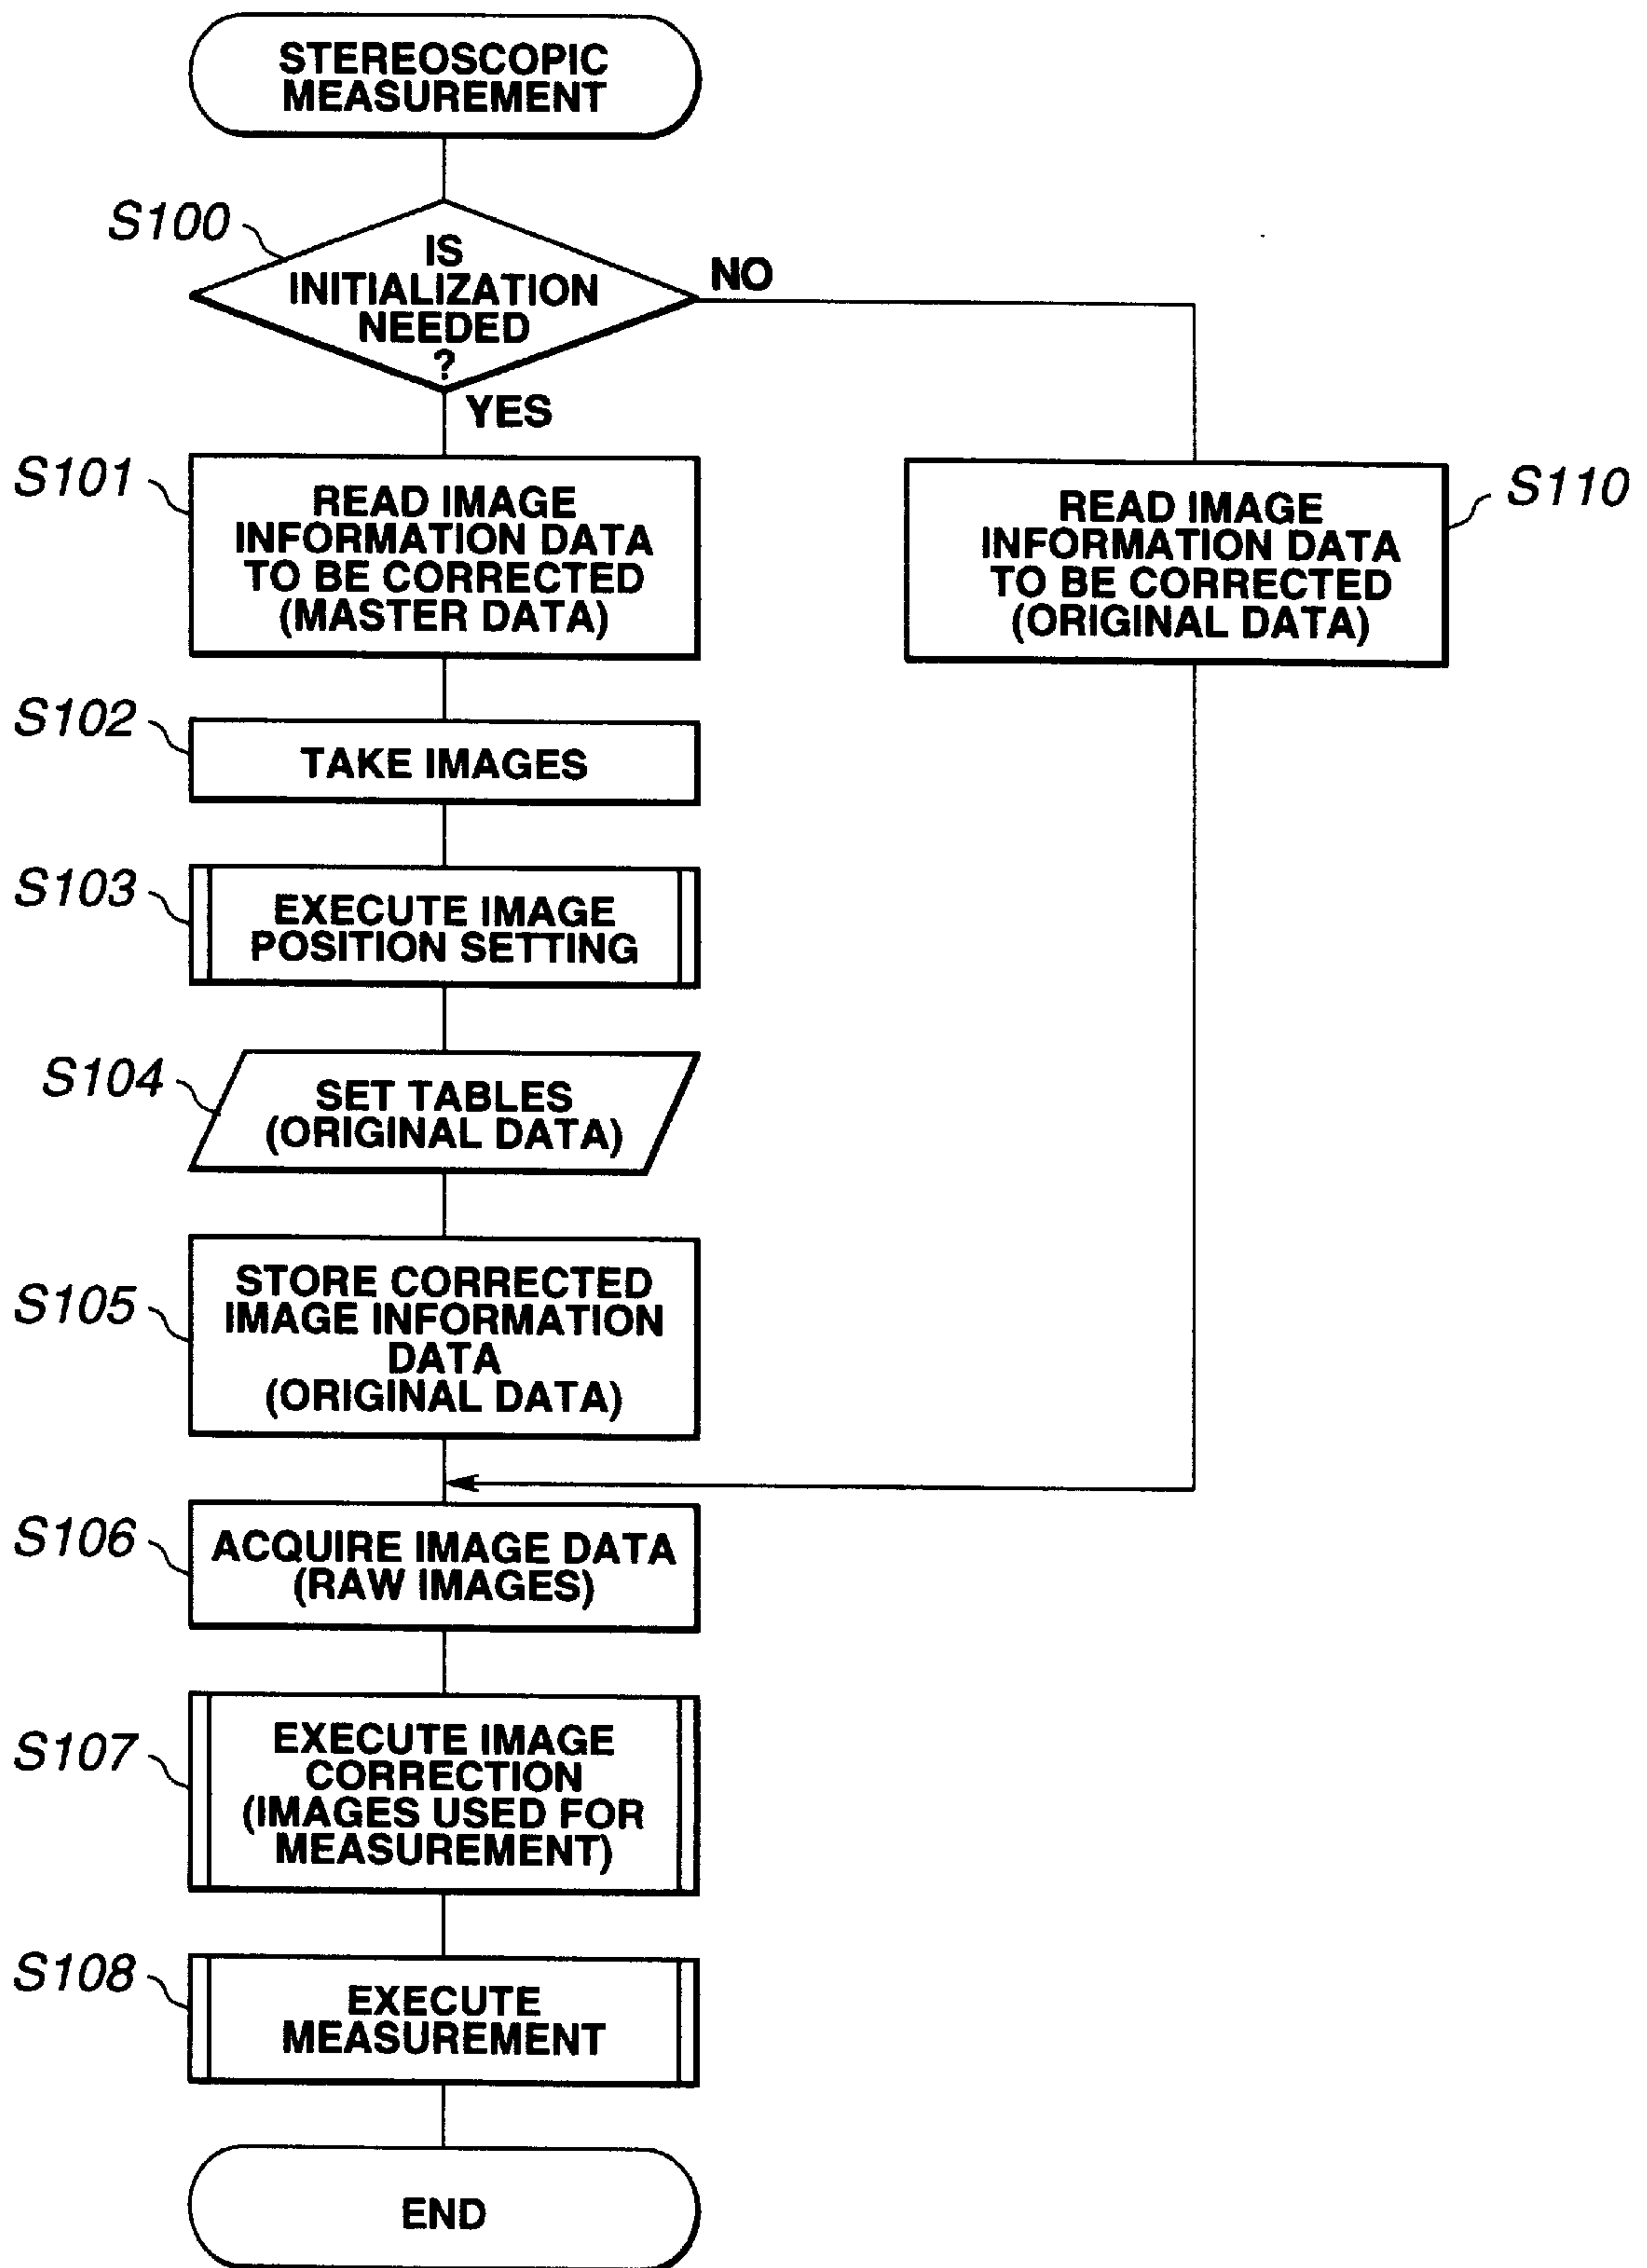 STEREOSCOPIC
MEASUREMENT
S100
IS
INITIALIZATION
NEEDED
?
NO
YES
S101
READ IMAGE
INFORMATION DATA
TO BE CORRECTED
(MASTER DATA)
READ IMAGE
INFORMATION DATA
TO BE CORRECTED
(ORIGINAL DATA)
S110
S102
TAKE IMAGES
S103
EXECUTE IMAGE
POSITION SETTING
S104
SET TABLES
(ORIGINAL DATA)
S105
STORE CORRECTED
IMAGE INFORMATION
DATA
(ORIGINAL DATA)
S106
ACQUIRE IMAGE DATA
(RAW IMAGES)
S107
EXECUTE IMAGE
CORRECTION
(IMAGES USED FOR
MEASUREMENT)
S108
EXECUTE
MEASUREMENT
END